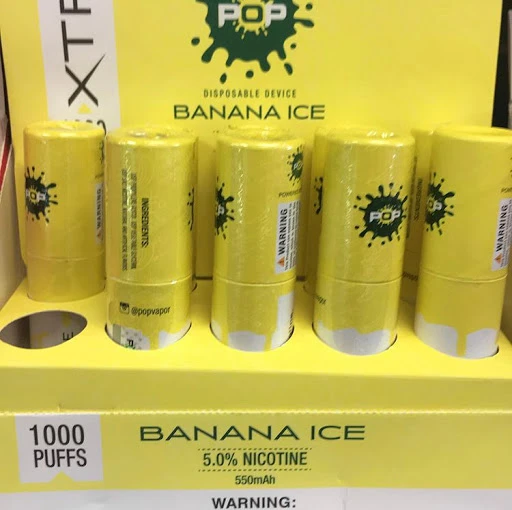 XTR
POP
DISPOSABLE DEVICE
BANANA ICE
POP
WARNING
INGREDIENTS:
@popvapor
WARNING
POP
POP
WARNING
1000
PUFFS
BANANA ICE
5.0% NICOTINE
550mAh
WARNING: